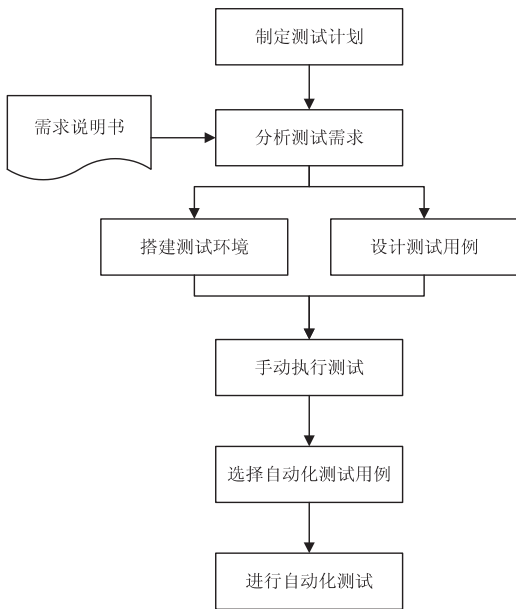 制定测试计划
需求说明书
分析测试需求
搭建测试环境
设计测试用例
手动执行测试
选择自动化测试用例
进行自动化测试